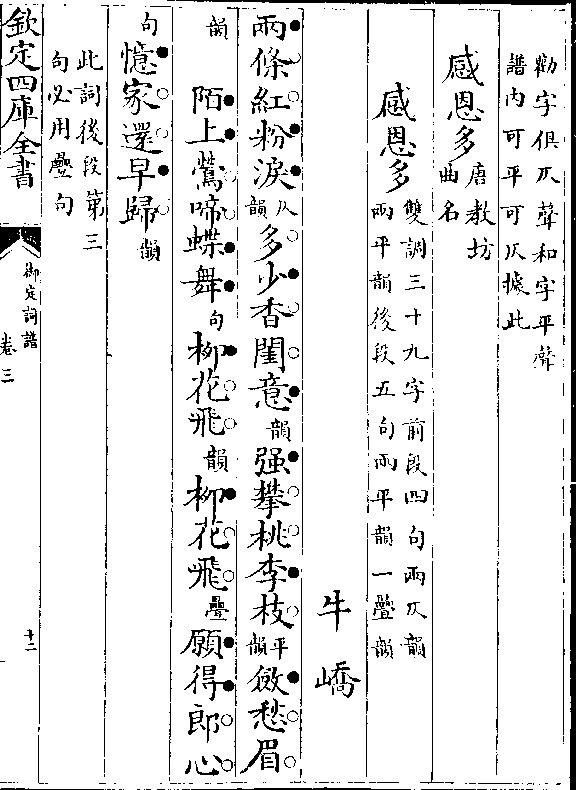 勸字俱仄聲和字平聲
譜内可平可仄據此
感恩多 唐教坊
曲名
感恩多 雙調三十九字前段四句兩仄韻
兩平韻後段五句兩平韻一疊韻
牛嶠
兩條紅粉淚仄韻多少香閨意韻强攀桃李枝平韻斂愁眉
韻 陌上鶯啼蝶舞句柳花飛韻柳花飛疊願得郎心
句憶家還早歸韻
此詞後段第三
句必用疊句
欽定四庫全書
御定詞譜
卷三
十二